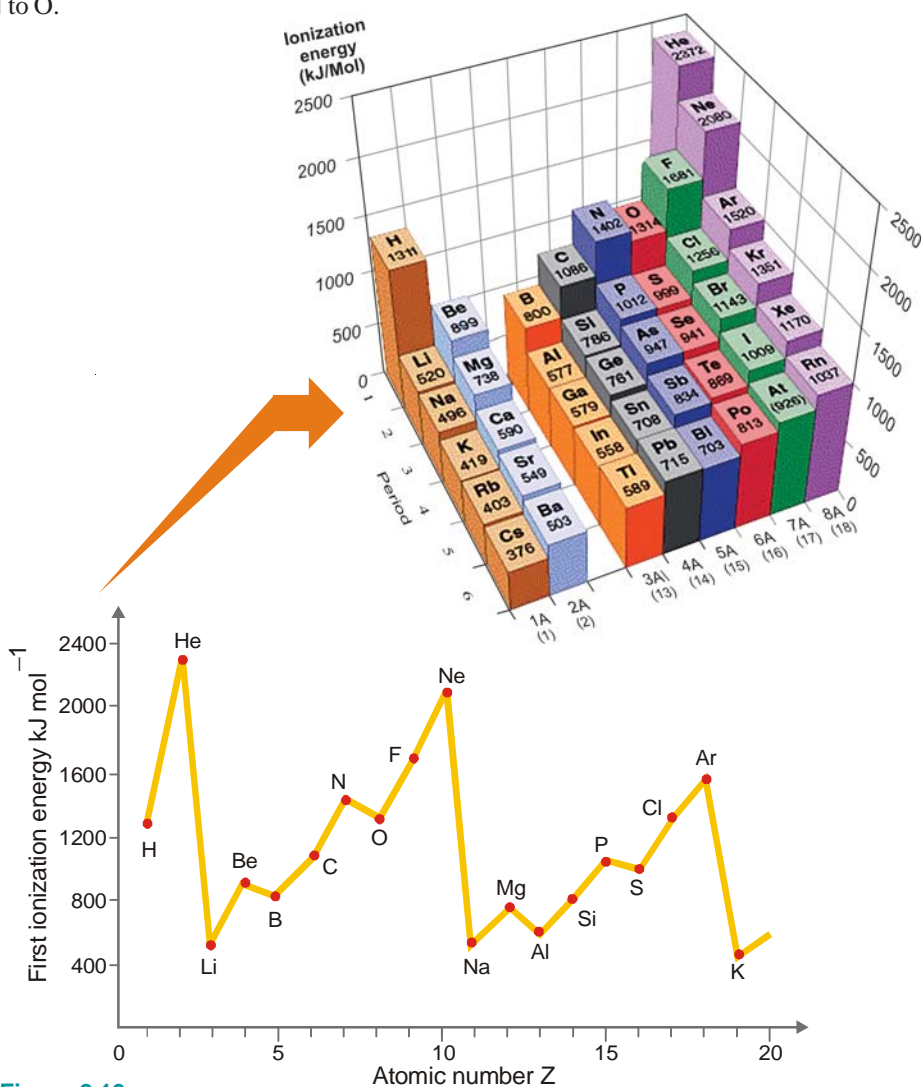 to O.
Ionization
energy
(kJ/Mol)
2500
2000
1500
1000
500
0
He
2372
Ne
2080
F
1681
Ar
1520
N
1402
O
1314
Cl
1256
Kr
1351
H
1311
C
1086
P
1012
S
999
Br
1143
Xe
1170
Be
899
B
800
Si
786
As
947
Se
941
I
1009
Rn
1037
Li
520
Mg
738
Al
577
Ge
761
Sb
834
Te
869
At
(926)
Na
496
Ca
590
Ga
579
Sn
708
Po
813
K
419
Sr
549
In
558
Pb
715
Bi
703
Rb
403
Ba
503
Tl
589
Cs
376
2500
2000
1500
1000
500
0
Period
1
2
3
4
5
6
1A
(1)
2A
(2)
3A
(13)
4A
(14)
5A
(15)
6A
(16)
7A
(17)
8A
(18)
First ionization energy kJ mol−1
2400
2000
1600
1200
800
400
He
Ne
F
N
O
Ar
Cl
H
Be
C
B
P
S
Mg
Si
Al
Li
Na
K
0
5
10
15
20
Atomic number Z